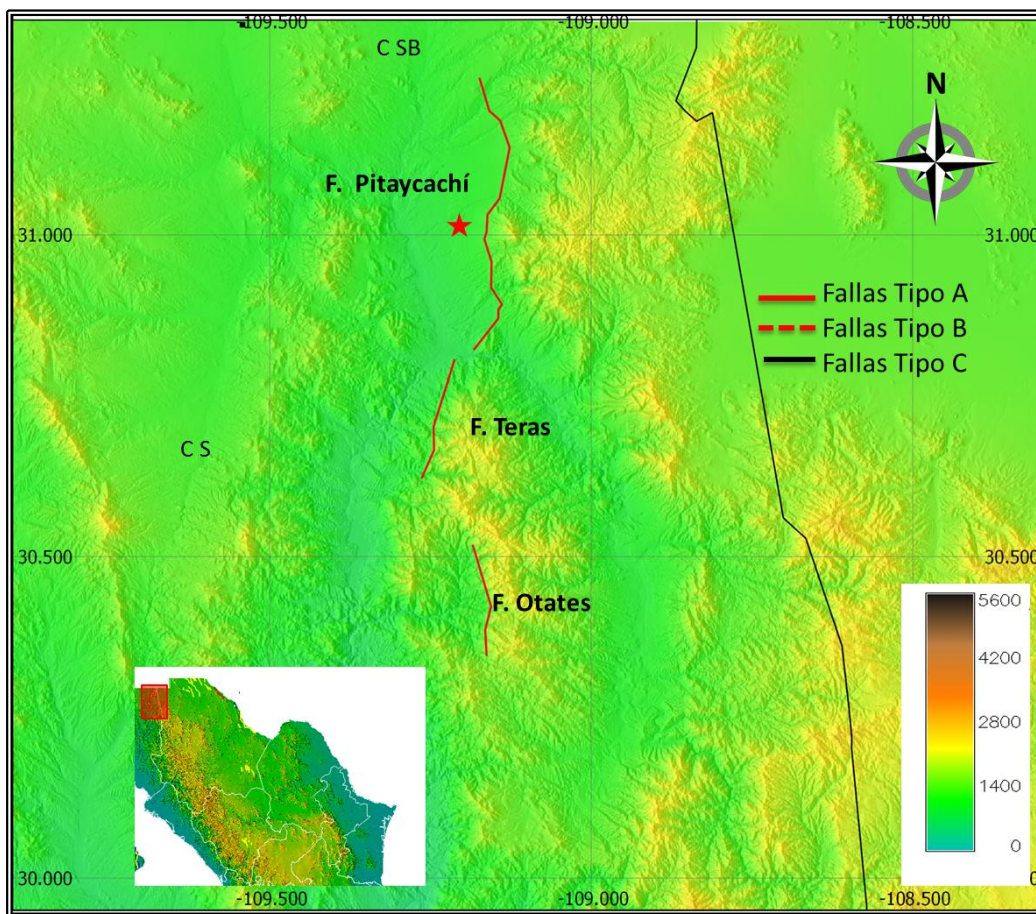 -109.500
-109.000
-108.500
C SB
N
F. Pitaycachí
31.000
31.000
Fallas Tipo A
Fallas Tipo B
Fallas Tipo C
F. Teras
C S
30.500
30.500
F. Otates
5600
4200
2800
1400
0
30.000
-109.500
-109.000
-108.500